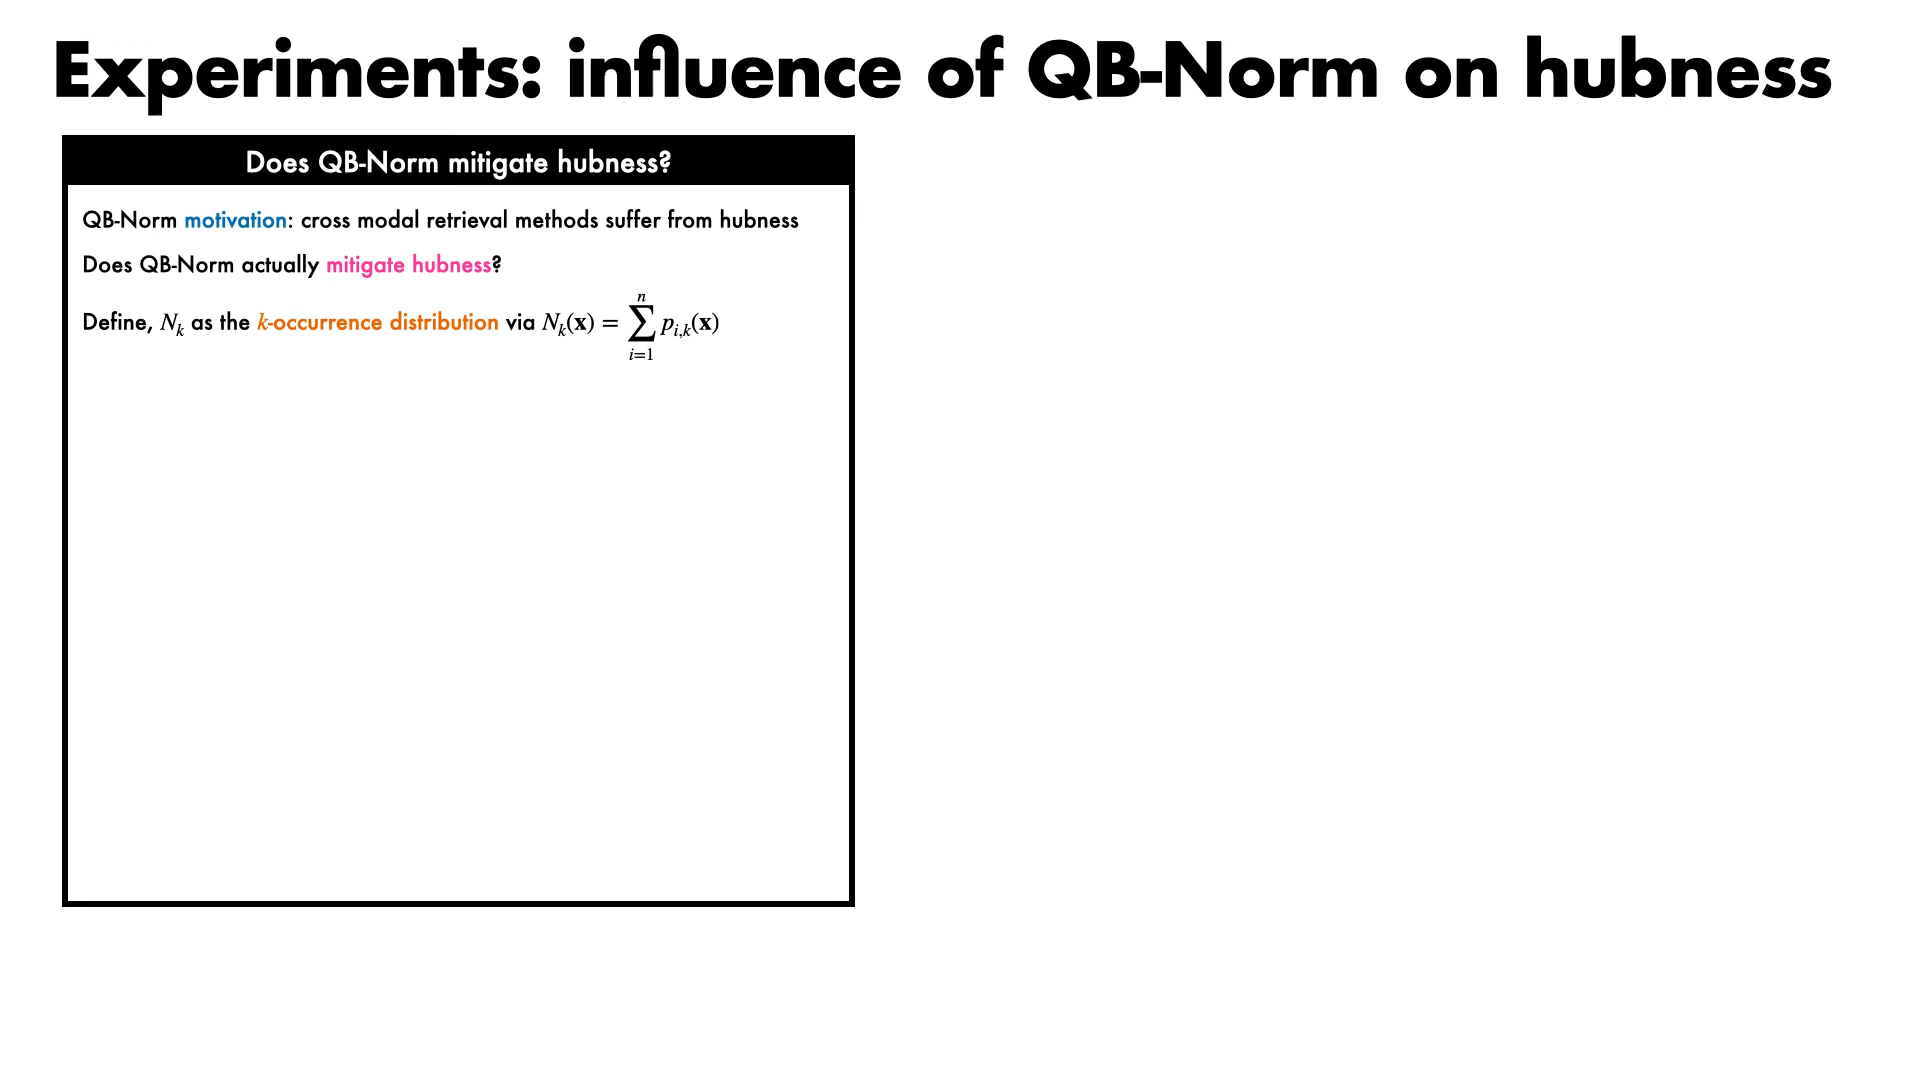 Experiments: influence of QB-Norm on hubness
Does QB-Norm mitigate hubness?
QB-Norm motivation: cross modal retrieval methods suffer from hubness
Does QB-Norm actually mitigate hubness?
Define, N_k as the k-occurrence distribution via N_k(𝐱) = ∑_{i=1}^{n} p_{i,k}(𝐱)